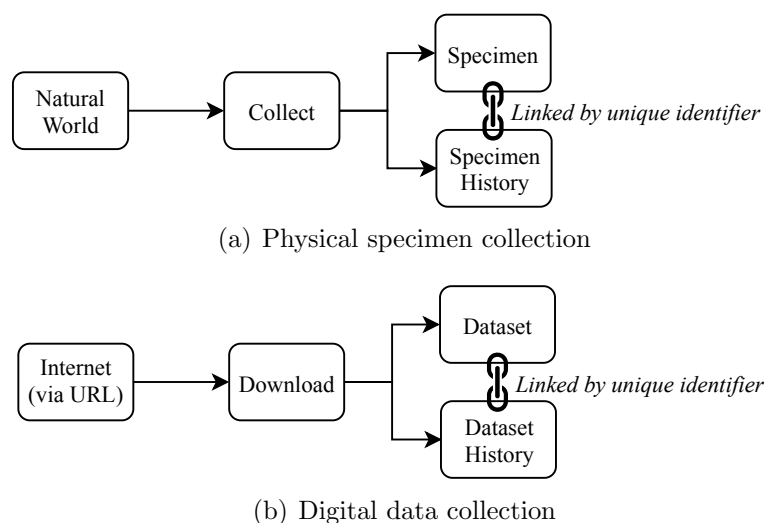 Natural
World
Collect
Specimen
Linked by unique identifier
Specimen
History
(a) Physical specimen collection
Internet
(via URL)
Download
Dataset
Linked by unique identifier
Dataset
History
(b) Digital data collection